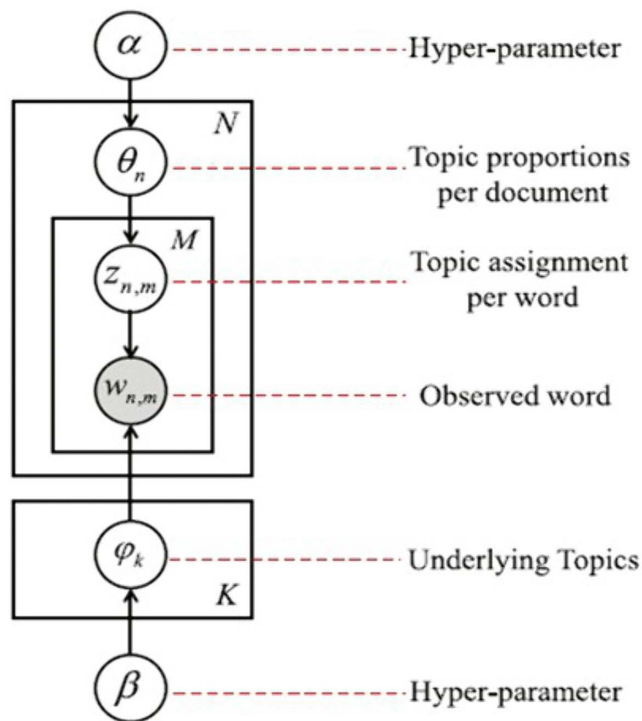 α
Hyper-parameter
N
θn
Topic proportions
per document
M
zn,m
Topic assignment
per word
wn,m
Observed word
φk
Underlying Topics
K
β
Hyper-parameter